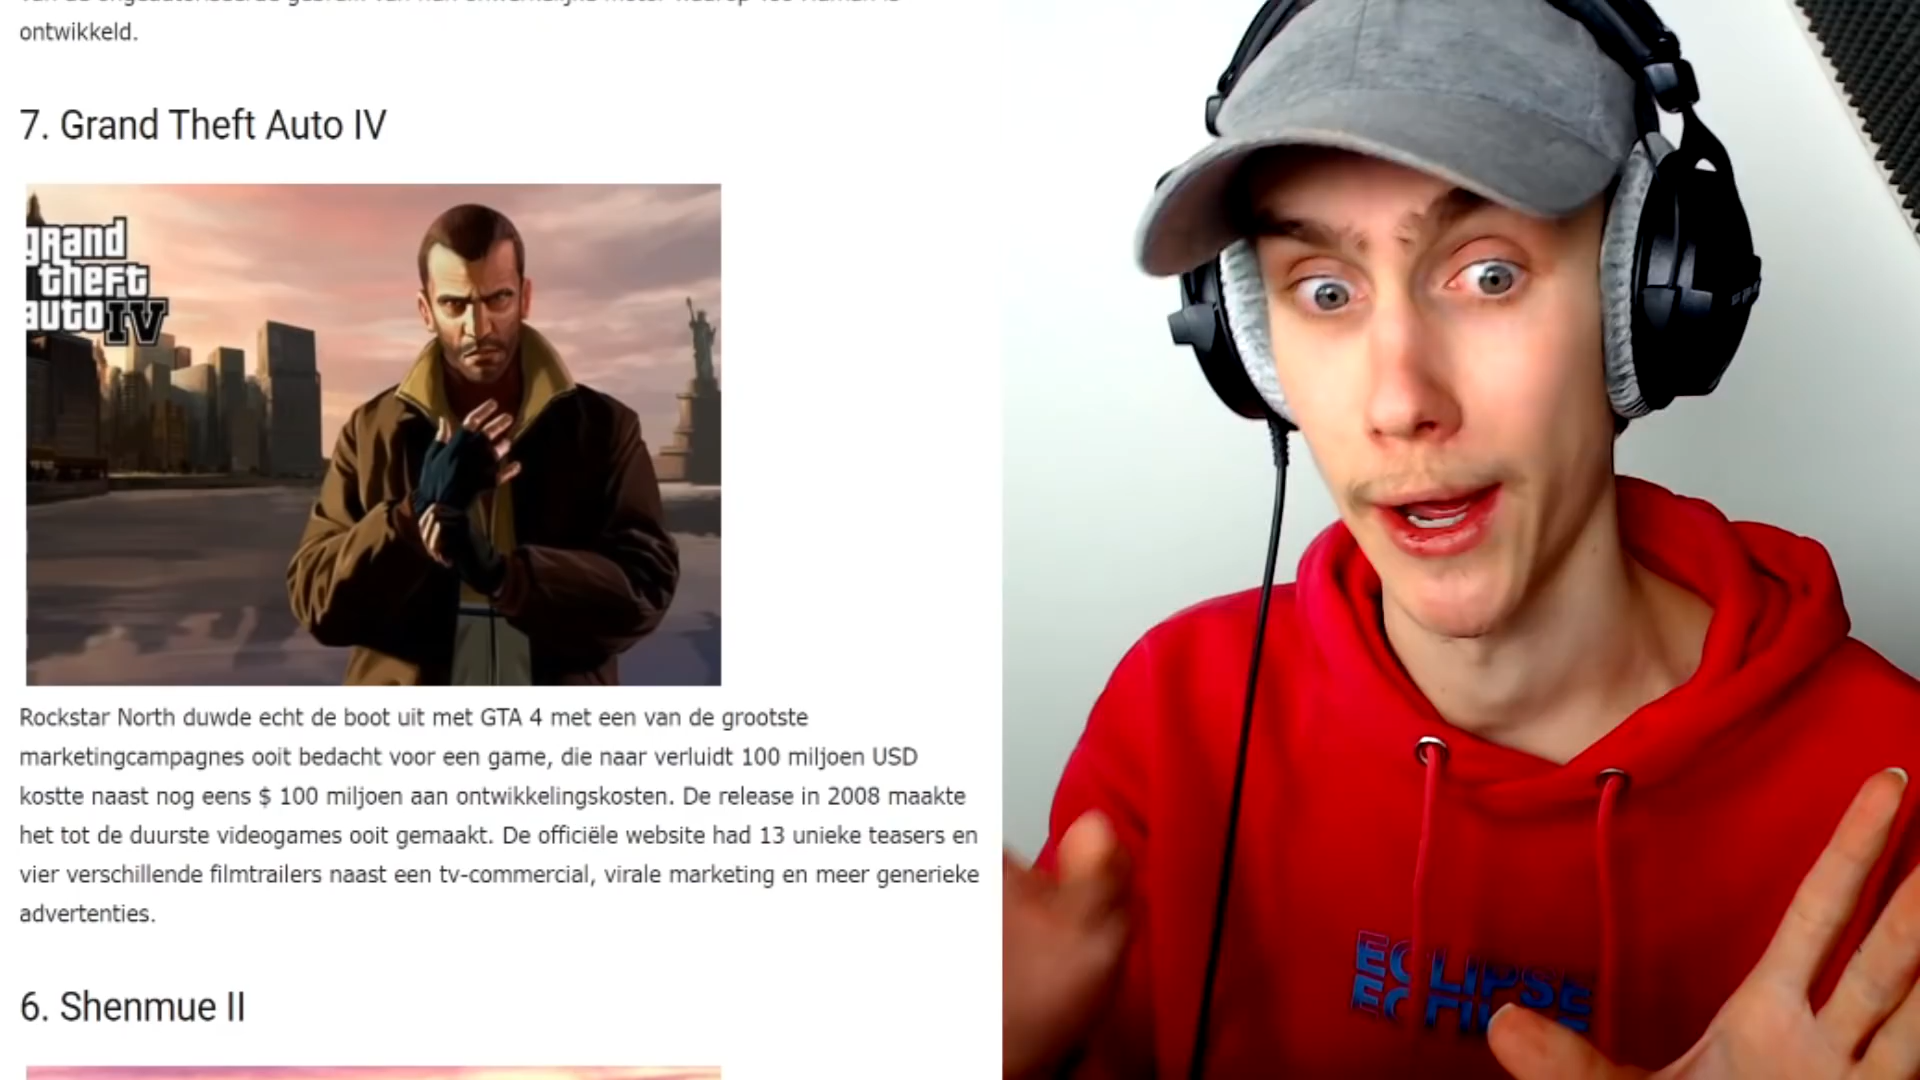 ontwikkeld.
7. Grand Theft Auto IV
grand
theft
auto IV
Rockstar North duwde echt de boot uit met GTA 4 met een van de grootste
marketingcampagnes ooit bedacht voor een game, die naar verluidt 100 miljoen USD
kostte naast nog eens $ 100 miljoen aan ontwikkelingskosten. De release in 2008 maakte
het tot de duurste videogames ooit gemaakt. De officiële website had 13 unieke teasers en
vier verschillende filmtrailers naast een tv-commercial, virale marketing en meer generieke
advertenties.
6. Shenmue II
ECLIPSE